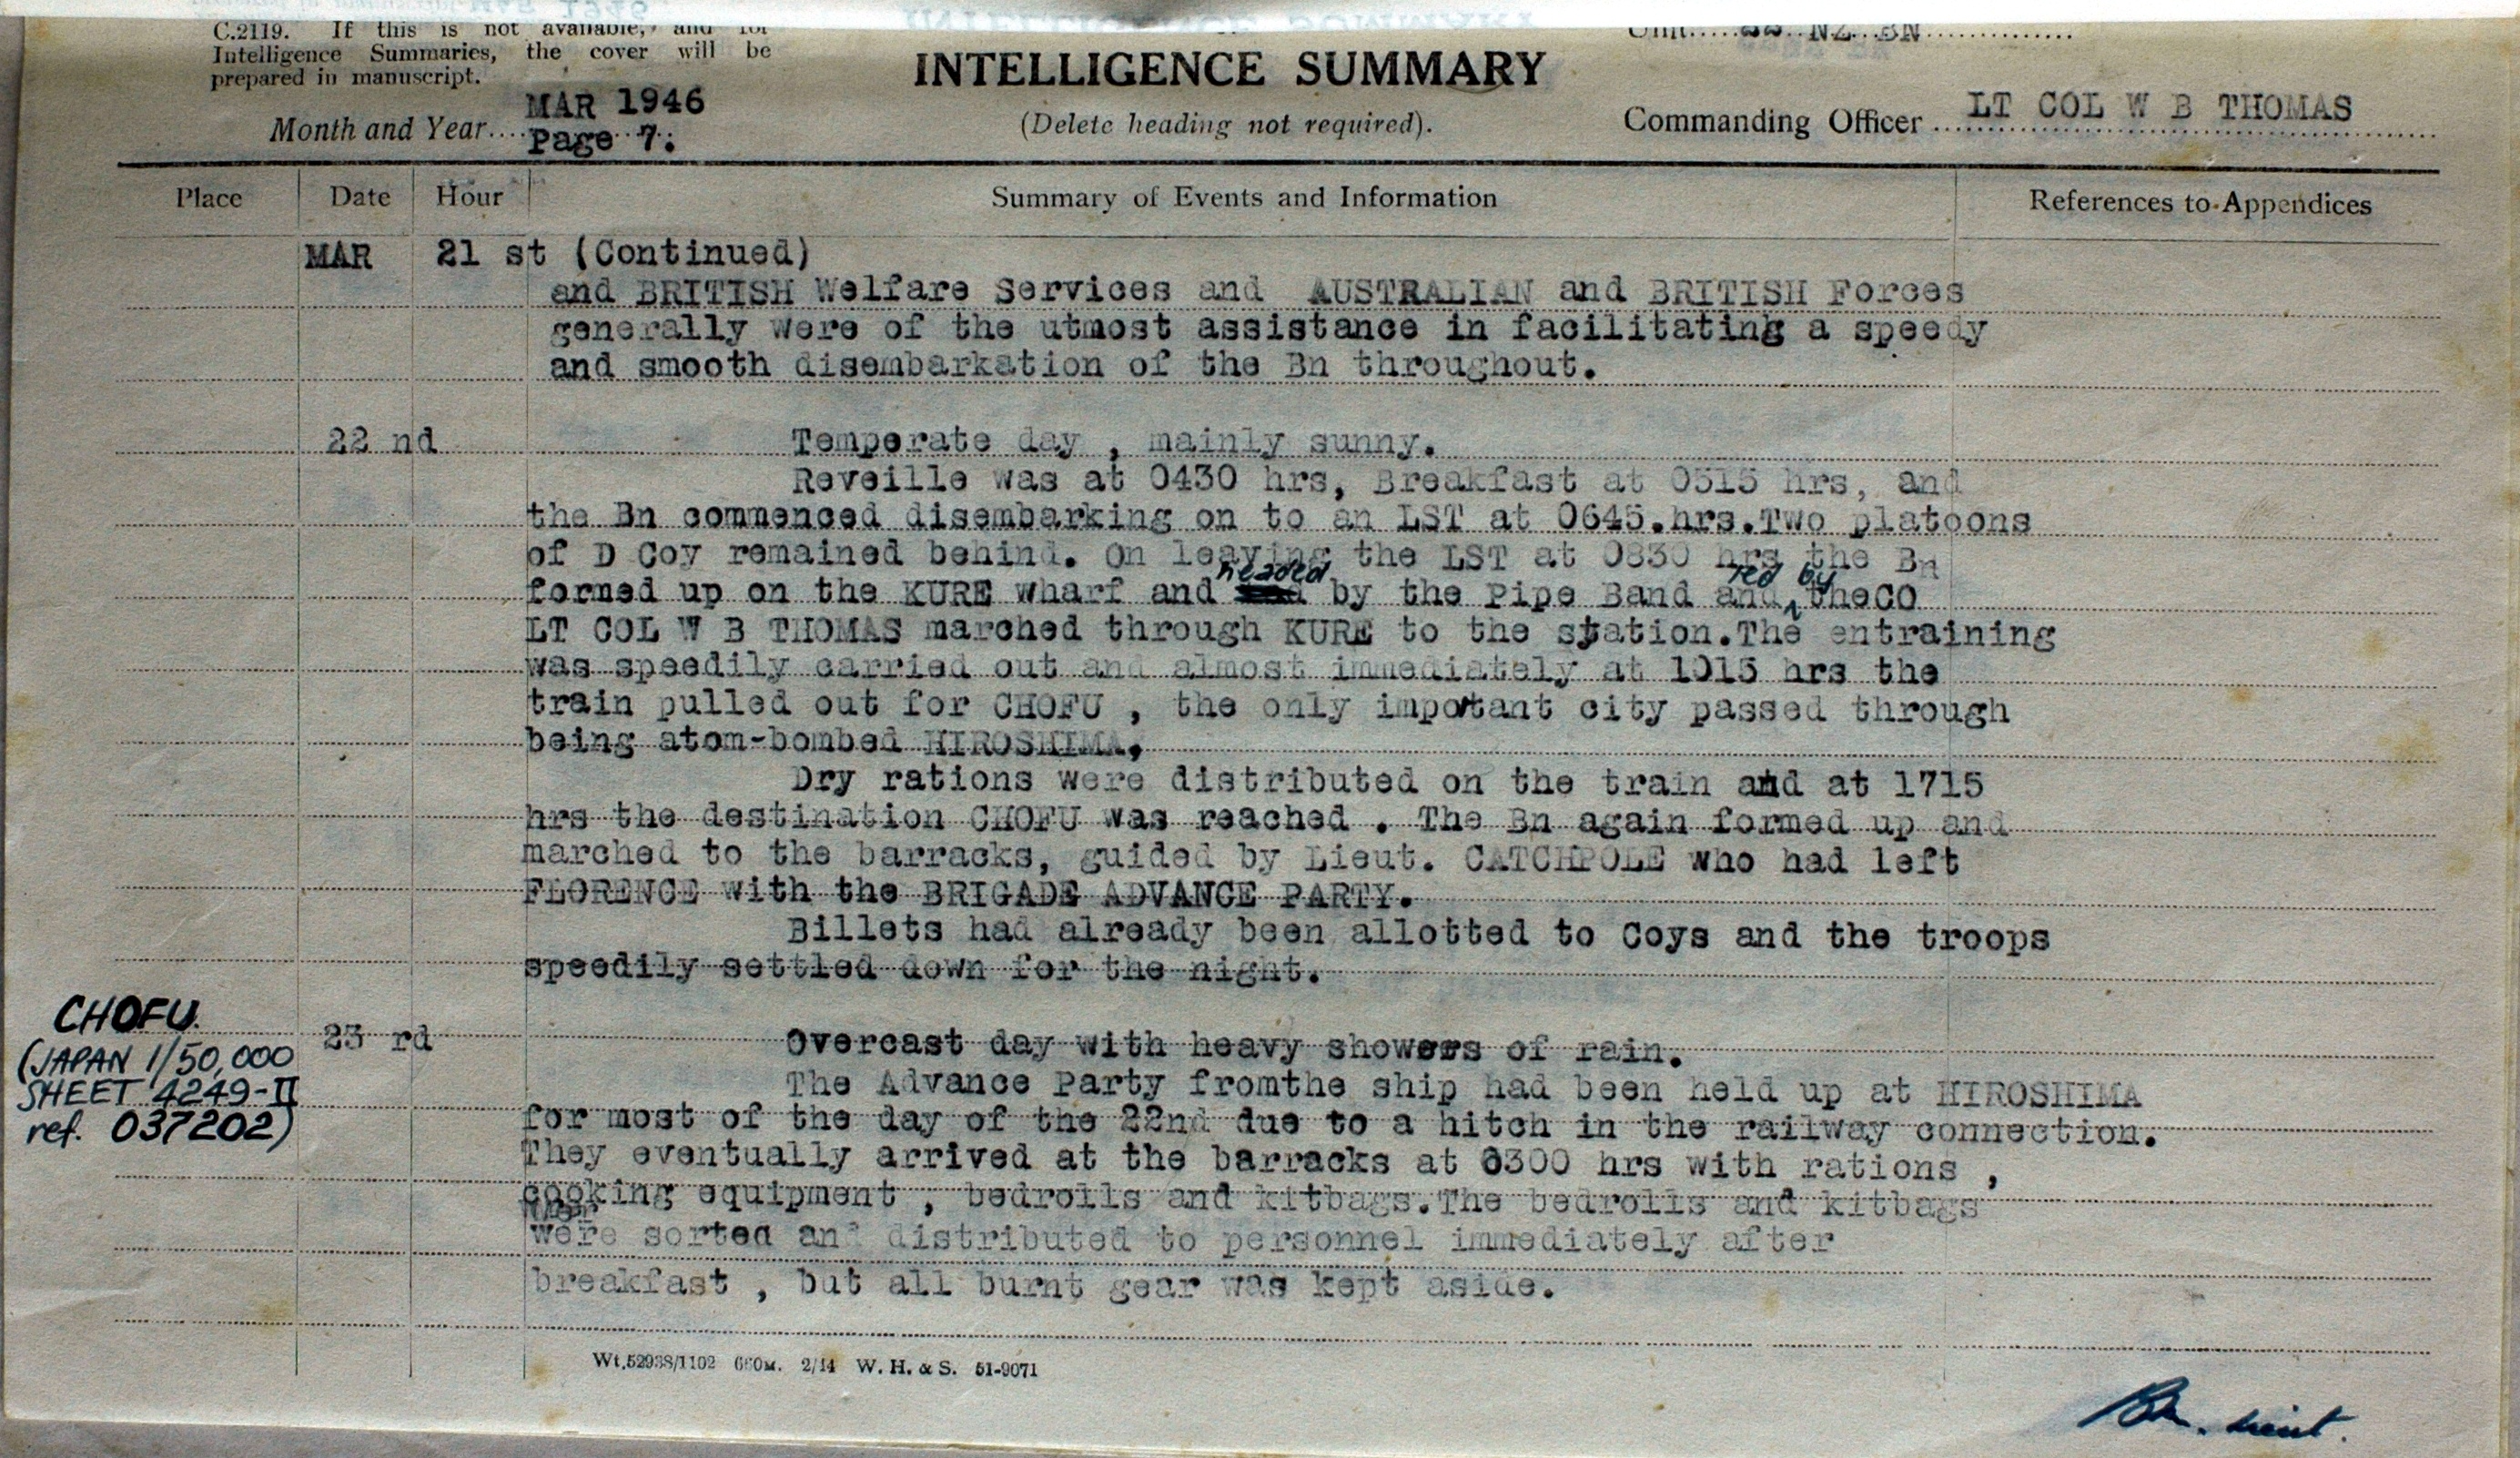 C.2119. If this is not available, and for
Intelligence Summaries, the cover will be
prepared in manuscript.
Month and Year.... MAR 1946
Page 7.
INTELLIGENCE SUMMARY
(Delete heading not required).
Unit..... 22 NZ BN
Commanding Officer LT COL W B THOMAS
Place Date Hour Summary of Events and Information References to Appendices
MAR 21 st (Continued)
and BRITISH Welfare Services and AUSTRALIAN and BRITISH Forces
generally were of the utmost assistance in facilitating a speedy
and smooth disembarkation of the Bn throughout.
22 nd Temperate day , mainly sunny.
Reveille was at 0430 hrs, Breakfast at 0515 hrs, and
the Bn commenced disembarking on to an LST at 0645.hrs.Two platoons
of D Coy remained behind. On leaving the LST at 0830 hrs the Bn
formed up on the KURE wharf and headed by the Pipe Band and led by theCO
LT COL W B THOMAS marched through KURE to the station.The entraining
was speedily carried out and almost immediately at 1015 hrs the
train pulled out for CHOFU , the only impotant city passed through
being atom-bombed HIROSHIMA.
Dry rations were distributed on the train and at 1715
hrs the destination CHOFU was reached . The Bn again formed up and
marched to the barracks, guided by Lieut. CATCHPOLE who had left
FLORENCE with the BRIGADE ADVANCE PARTY.
Billets had already been allotted to Coys and the troops
speedily settled down for the night.
CHOFU.
(JAPAN 1/50,000
SHEET 4249-II
ref. 037202)
23 rd Overcast day with heavy showers of rain.
The Advance Party fromthe ship had been held up at HIROSHIMA
for most of the day of the 22nd due to a hitch in the railway connection.
They eventually arrived at the barracks at 0300 hrs with rations ,
cooking equipment , bedrolls and kitbags.The bedrolls and kitbags
were sorted and distributed to personnel immediately after
breakfast , but all burnt gear was kept aside.
Wt.52938/1102 660M. 2/44 W. H. & S. 51-9071
Lieut.